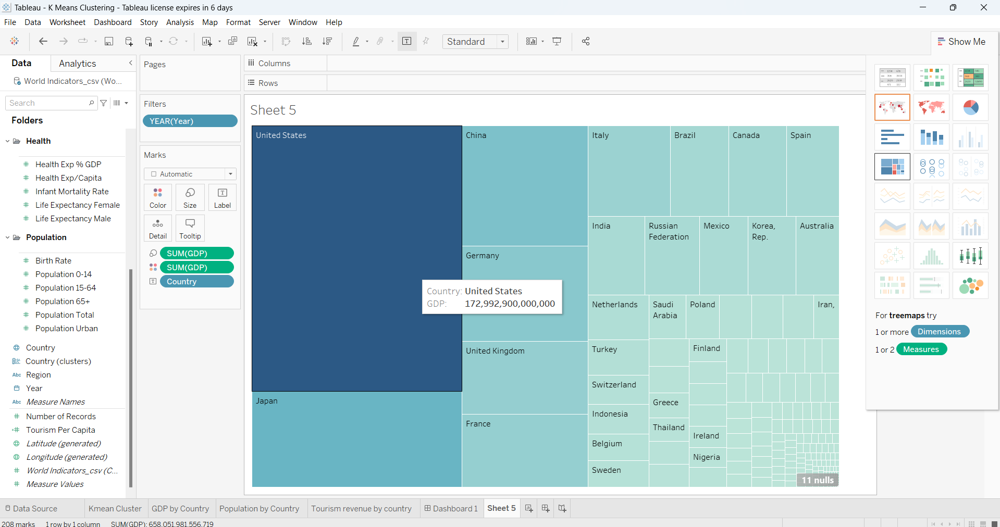 Tableau - K Means Clustering - Tableau license expires in 6 days
File Data Worksheet Dashboard Story Analysis Map Format Server Window Help
Standard
Show Me
Data Analytics
World Indicators_csv (Wo...
Search
Folders
Health
Health Exp % GDP
Health Exp/Capita
Infant Mortality Rate
Life Expectancy Female
Life Expectancy Male
Population
Birth Rate
Population 0-14
Population 15-64
Population 65+
Population Total
Population Urban
Country
Country (clusters)
Abc Region
Year
Abc Measure Names
Number of Records
Tourism Per Capita
Latitude (generated)
Longitude (generated)
World Indicators_csv (C...
Measure Values
Pages
Filters
YEAR(Year)
Marks
Automatic
Color Size Label
Detail Tooltip
SUM(GDP)
SUM(GDP)
Country
Columns
Rows
Sheet 5
United States
Japan
China
Germany
United Kingdom
France
Italy
Brazil
Canada
Spain
India
Russian
Federation
Mexico
Korea,
Rep.
Australia
Netherlands
Saudi
Arabia
Poland
Iran,
Turkey
Finland
Switzerland
Greece
Indonesia
Thailand
Ireland
Belgium
Nigeria
Sweden
11 nulls
Country: United States
GDP: 172,992,900,000,000
For treemaps try
1 or more Dimensions
1 or 2 Measures
Data Source Kmean Cluster GDP by Country Population by Country Tourism revenue by country Dashboard 1 Sheet 5
208 marks 1 row by 1 column SUM(GDP): 658,051,981,556,719